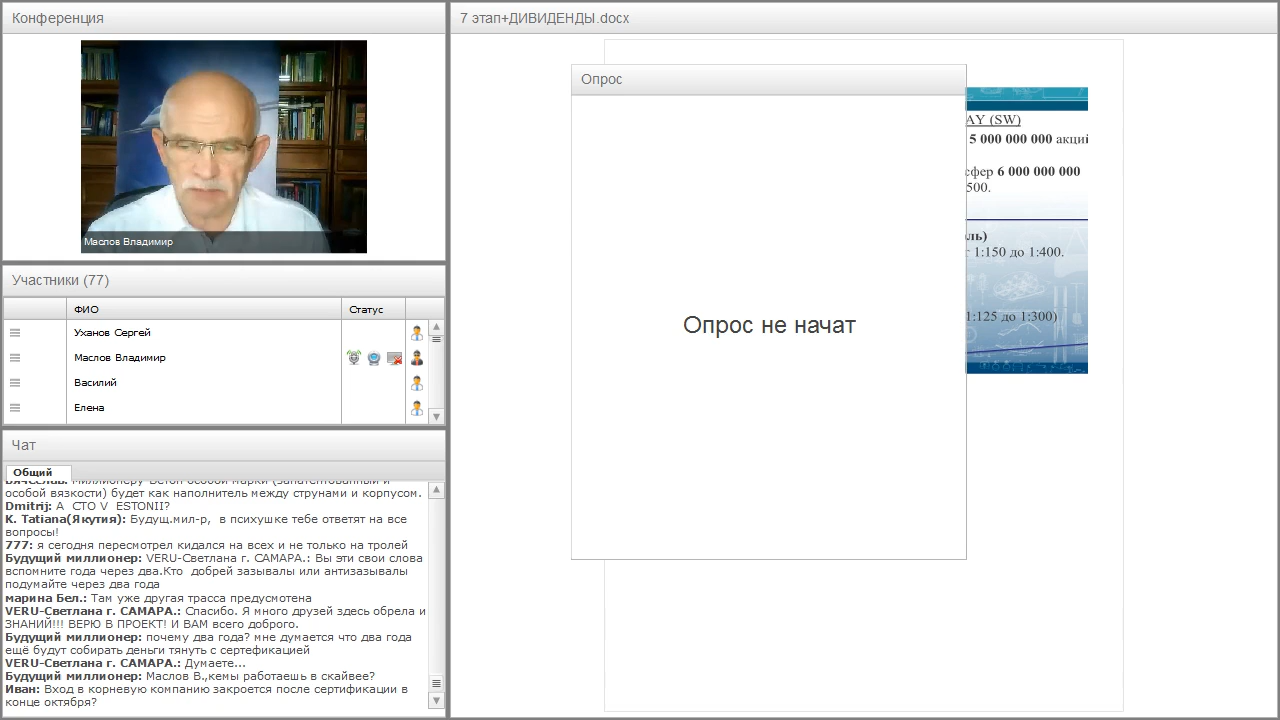 Конференция
Маслов Владимир
Участники (77)
ФИО Статус
Уханов Сергей
Маслов Владимир
Василий
Елена
Чат
Общий
особой вязкости) будет как наполнитель между струнами и корпусом.
Dmitrij: А СТО V ESTONII?
K. Tatiana(Якутия): Будущ.мил-р, в психушке тебе ответят на все
вопросы!
777: я сегодня пересмотрел кидался на всех и не только на тролей
Будущий миллионер: VERU-Светлана г. САМАРА.: Вы эти свои слова
вспомните года через два.Кто добрей зазывалы или антизазывалы
подумайте через два года
марина Бел.: Там уже другая трасса предусмотена
VERU-Светлана г. САМАРА.: Спасибо. Я много друзей здесь обрела и
ЗНАНИЙ!!! ВЕРЮ В ПРОЕКТ! И ВАМ всего доброго.
Будущий миллионер: почему два года? мне думается что два года
ещё будут собирать деньги тянуть с сертефикацией
VERU-Светлана г. САМАРА.: Думаете...
Будущий миллионер: Маслов В.,кемы работаешь в скайвее?
Иван: Вход в корневую компанию закроется после сертификации в
конце октября?
7 этап+ДИВИДЕНДЫ.docx
Опрос
Опрос не начат
AY (SW)
5 000 000 000 акций
сфер 6 000 000 000
500.
ль)
1:150 до 1:400.
1:125 до 1:300)